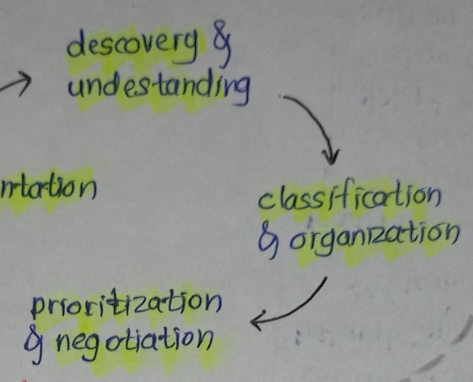 descovery &
undestanding
ntation
classification
& organization
prioritization
& negotiation